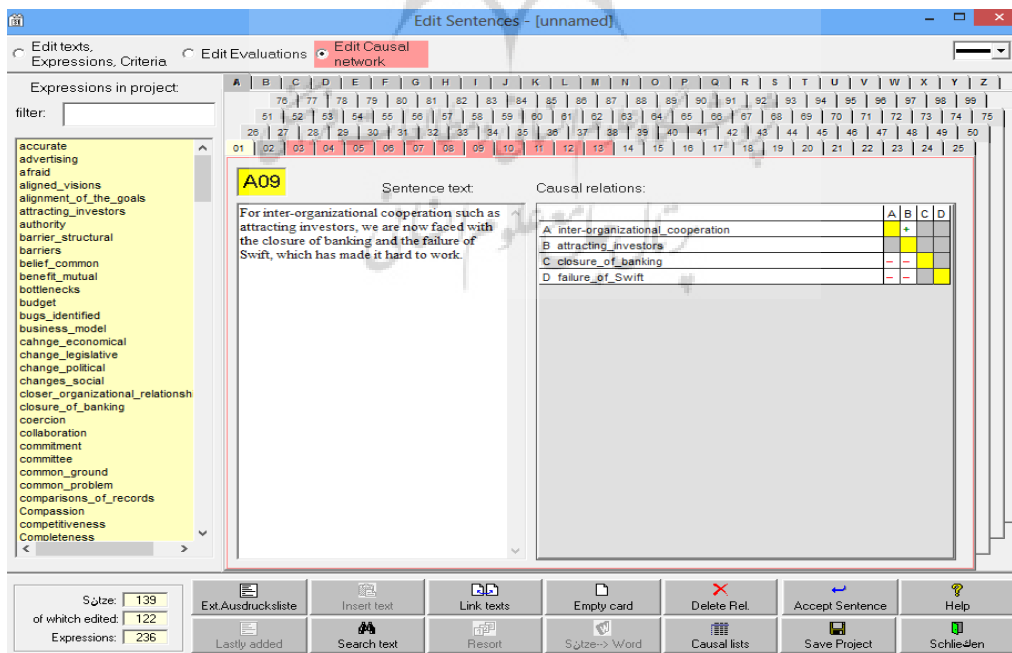 Edit Sentences - [unnamed]
Edit texts,
Expressions, Criteria
Edit Evaluations
Edit Causal
network
Expressions in project:
filter:
A B C D E F G H I J K L M N O P Q R S T U V W X Y Z
76 77 78 79 80 81 82 83 84 85 86 87 88 89 90 91 92 93 94 95 96 97 98 99
51 52 53 54 55 56 57 58 59 60 61 62 63 64 65 66 67 68 69 70 71 72 73 74 75
26 27 28 29 30 31 32 33 34 35 36 37 38 39 40 41 42 43 44 45 46 47 48 49 50
01 02 03 04 05 06 07 08 09 10 11 12 13 14 15 16 17 18 19 20 21 22 23 24 25
accurate
advertising
afraid
aligned_visions
alignment_of_the_goals
attracting_investors
authority
barrier_structural
barriers
belief_common
benefit_mutual
bottlenecks
budget
bugs_identified
business_model
cahnge_economical
change_legislative
change_political
changes_social
closer_organizational_relationsh
closure_of_banking
coercion
collaboration
commitment
committee
common_ground
common_problem
comparisons_of_records
Compassion
competitiveness
Completeness
A09
Sentence text:
For inter-organizational cooperation such as
attracting investors, we are now faced with
the closure of banking and the failure of
Swift, which has made it hard to work.
Causal relations:
A B C D
A inter-organizational_cooperation +
B attracting_investors
C closure_of_banking – –
D failure_of_Swift – –
Sنtze: 139
of whitch edited: 122
Expressions: 236
Ext.Ausdrucksliste
Insert text
Link texts
Empty card
Delete Rel.
Accept Sentence
Help
Lastly added
Search text
Resort
Sنtze--> Word
Causal lists
Save Project